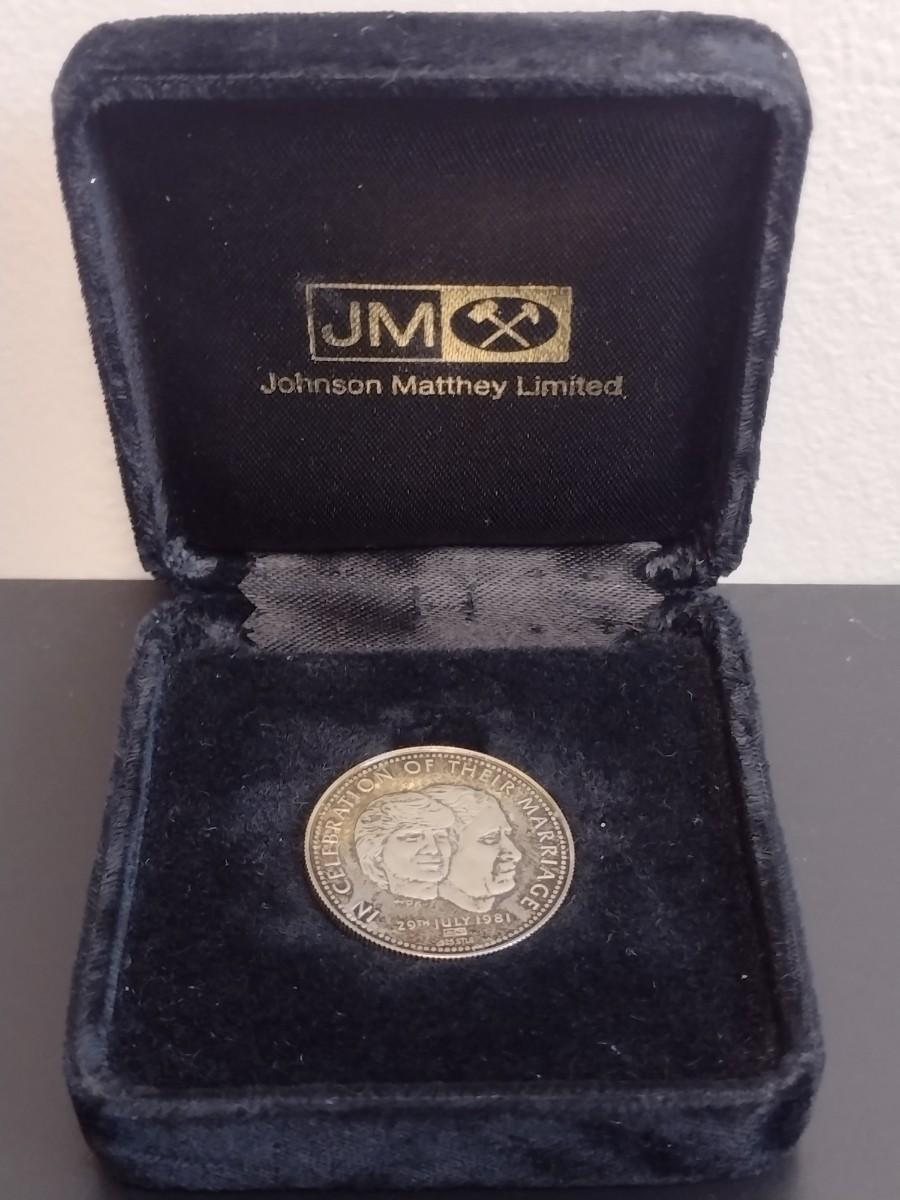 JM
Johnson Matthey Limited
IN CELEBRATION OF THEIR MARRIAGE
29TH JULY 1981